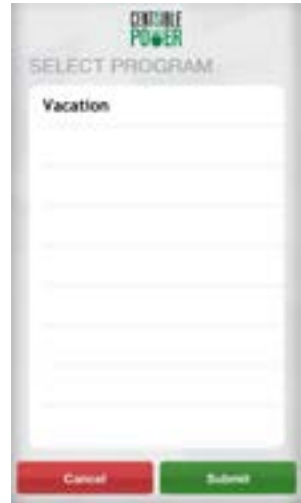 CENTSIBLE
POWER
SELECT PROGRAM
Vacation
Cancel
Submit